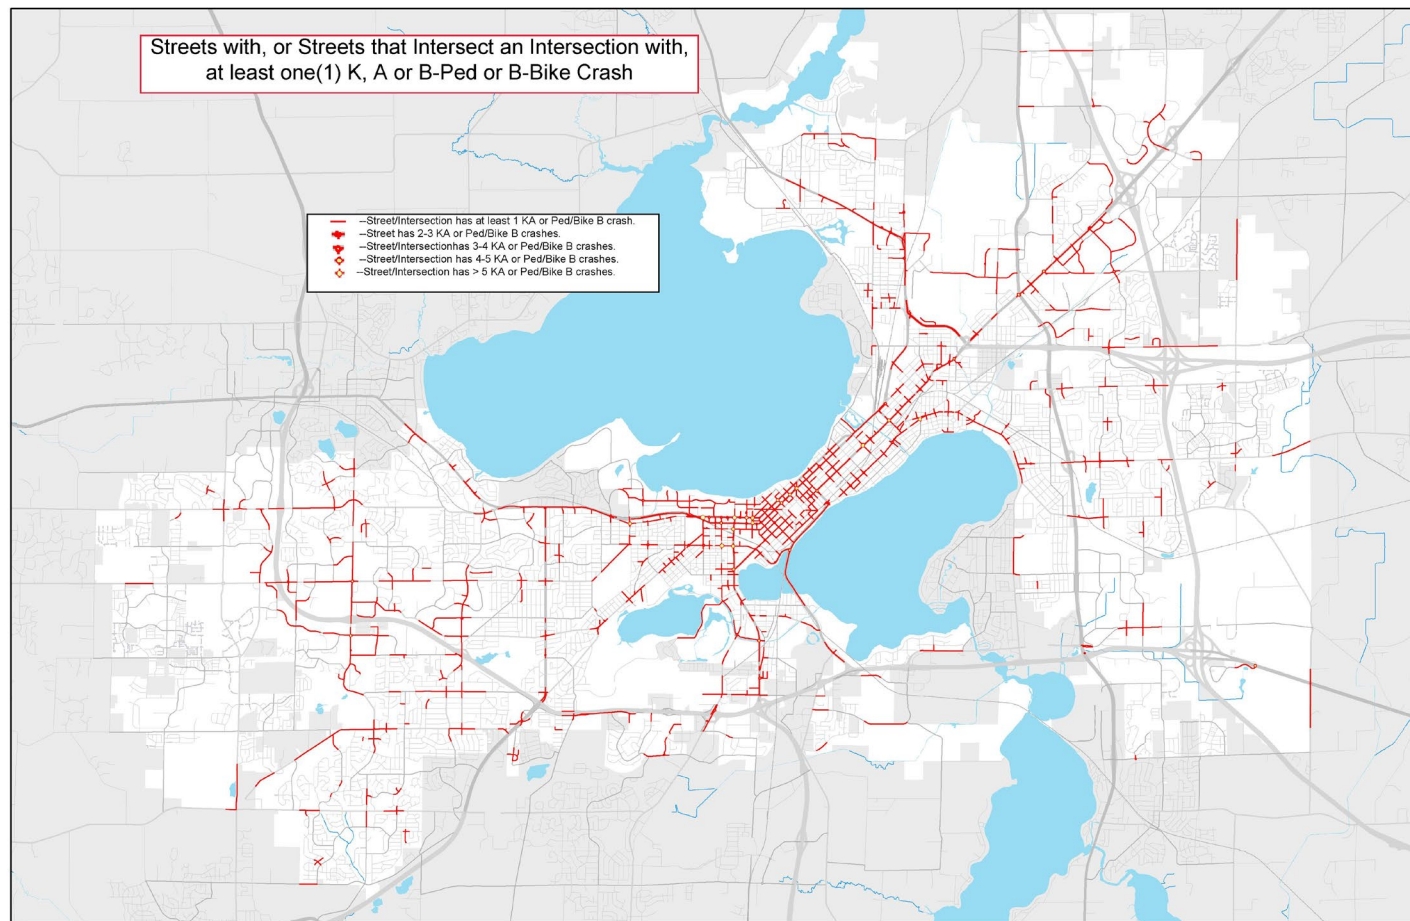 Streets with, or Streets that Intersect an Intersection with,
at least one(1) K, A or B-Ped or B-Bike Crash
--Street/Intersection has at least 1 KA or Ped/Bike B crash.
--Street has 2-3 KA or Ped/Bike B crashes.
--Street/Intersectionhas 3-4 KA or Ped/Bike B crashes.
--Street/Intersection has 4-5 KA or Ped/Bike B crashes.
--Street/Intersection has > 5 KA or Ped/Bike B crashes.